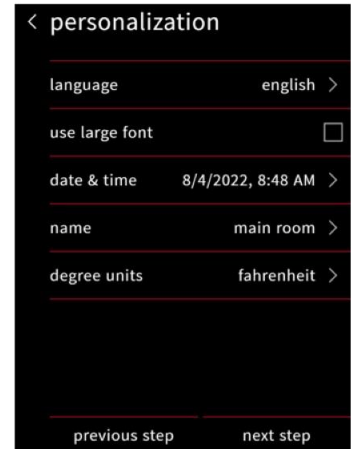 < personalization
language english >
use large font
date & time 8/4/2022, 8:48 AM >
name main room >
degree units fahrenheit >
previous step next step